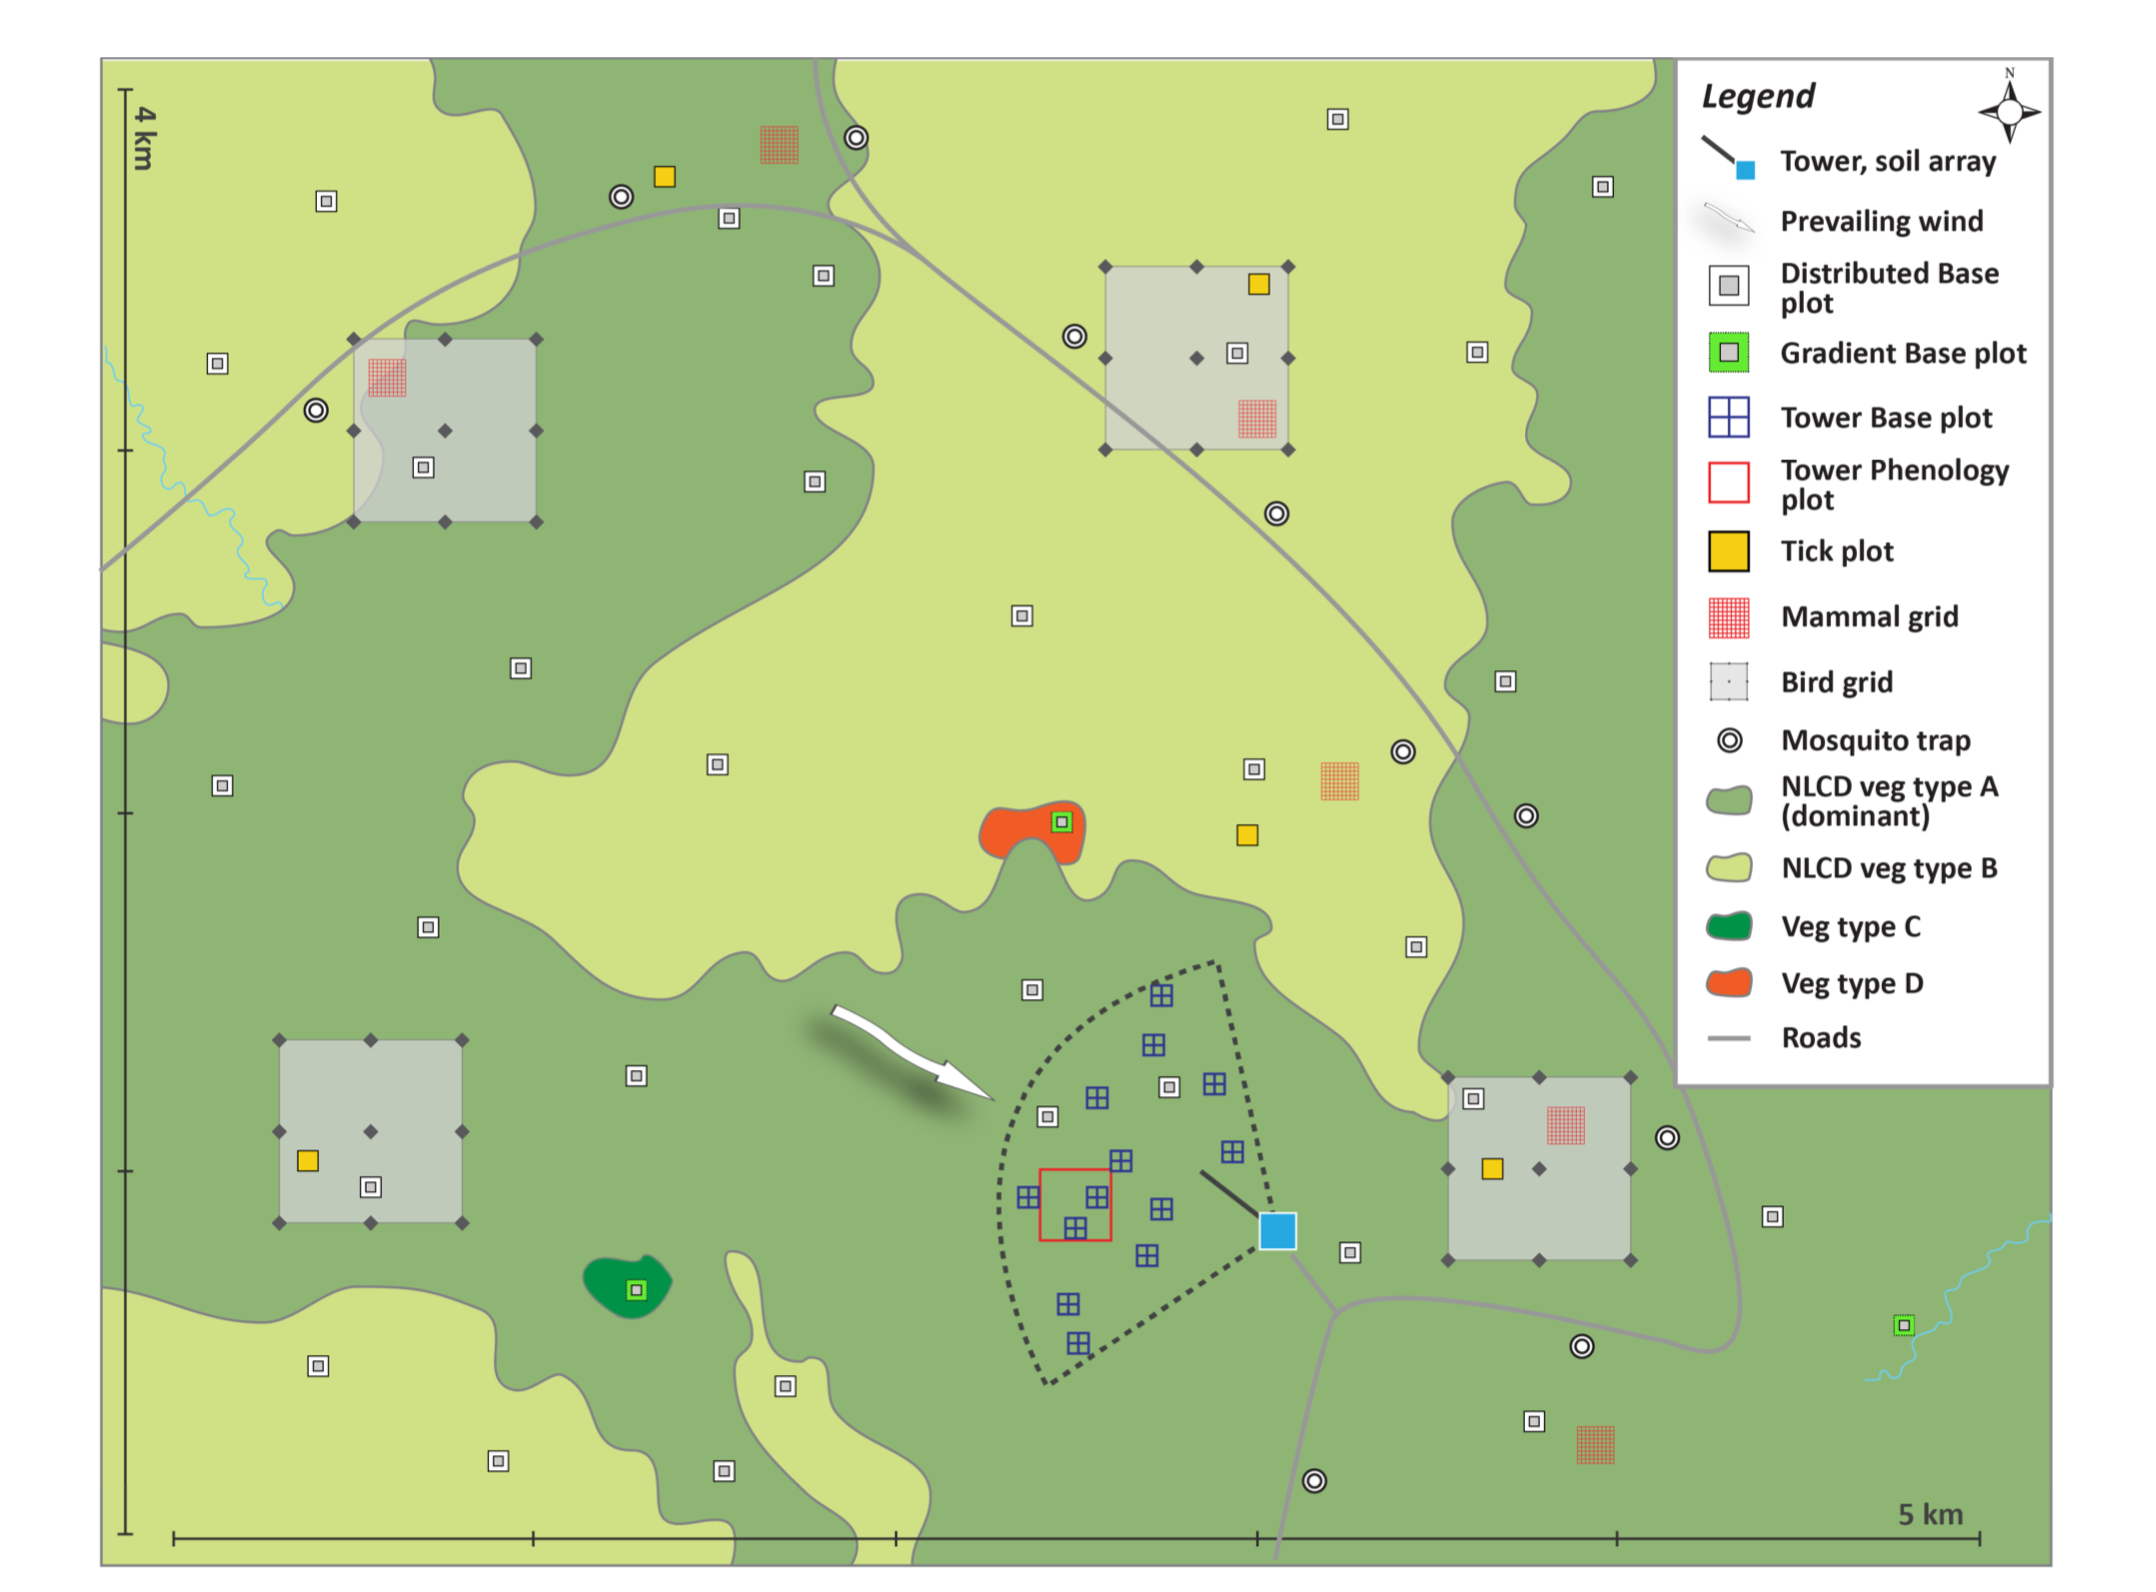 4 km
Legend
N
Tower, soil array
Prevailing wind
Distributed Base
plot
Gradient Base plot
Tower Base plot
Tower Phenology
plot
Tick plot
Mammal grid
Bird grid
Mosquito trap
NLCD veg type A
(dominant)
NLCD veg type B
Veg type C
Veg type D
Roads
5 km